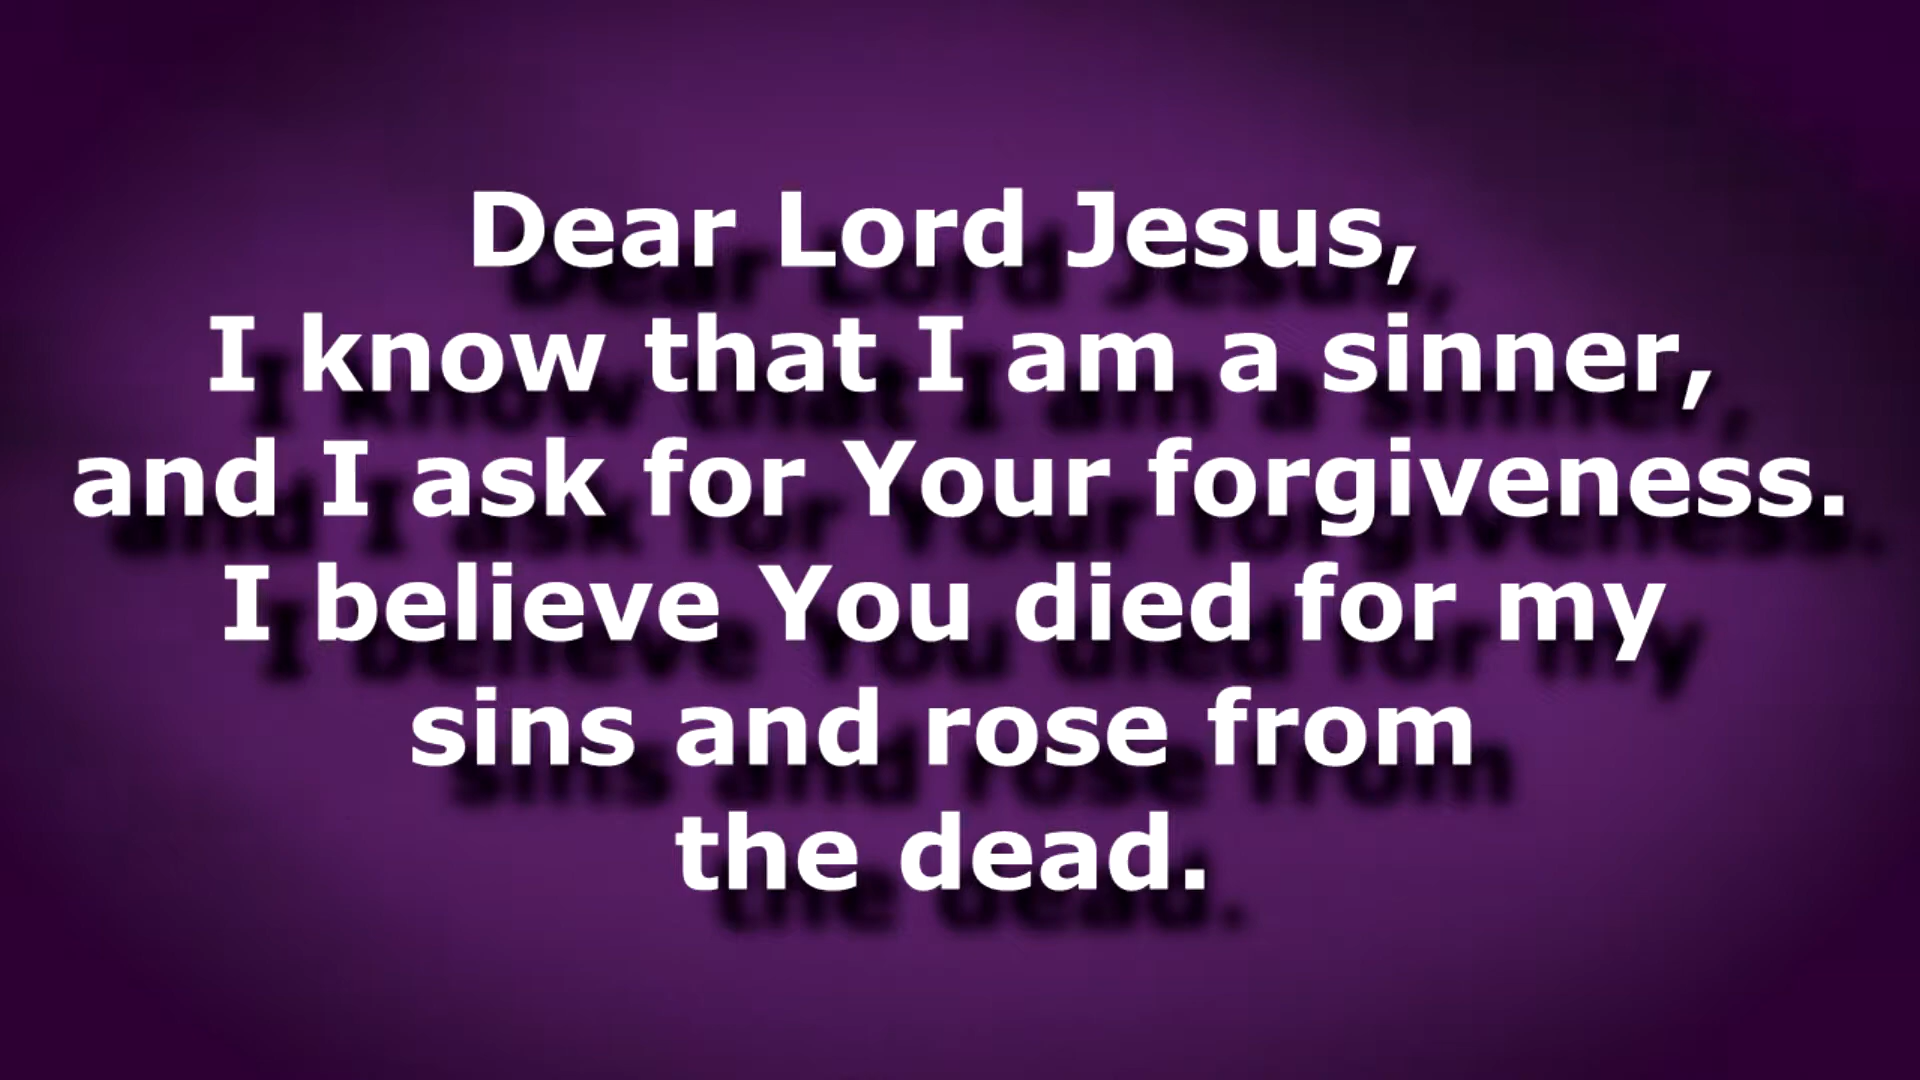 Dear Lord Jesus,
I know that I am a sinner,
and I ask for Your forgiveness.
I believe You died for my
sins and rose from
the dead.